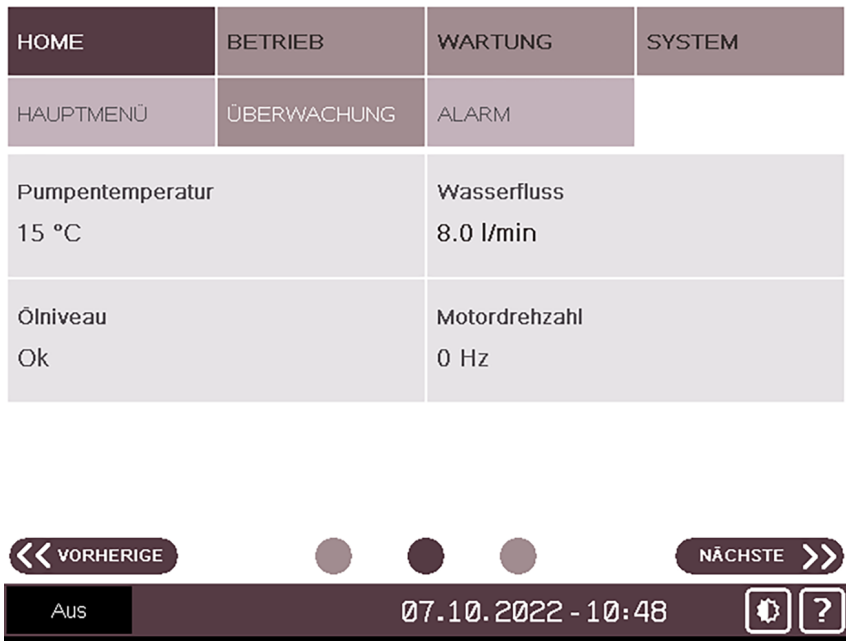 HOME BETRIEB WARTUNG SYSTEM
HAUPTMENÜ ÜBERWACHUNG ALARM
Pumpentemperatur Wasserfluss
15 °C 8.0 l/min
Ölniveau Motordrehzahl
Ok 0 Hz
VORHERIGE NÄCHSTE
Aus 07.10.2022 - 10:48 ?